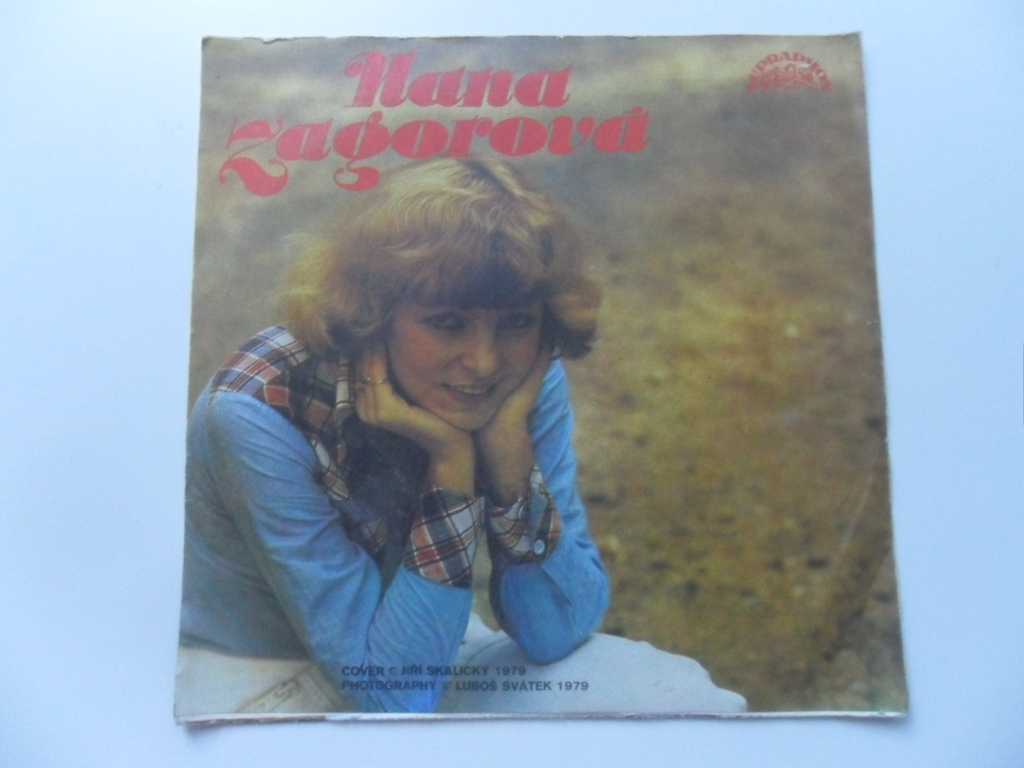 Hana
Zagorová
SUPRAPHON
COVER © JIŘÍ SKALICKÝ 1979
PHOTOGRAPHY © LUBOŠ SVÁTEK 1979